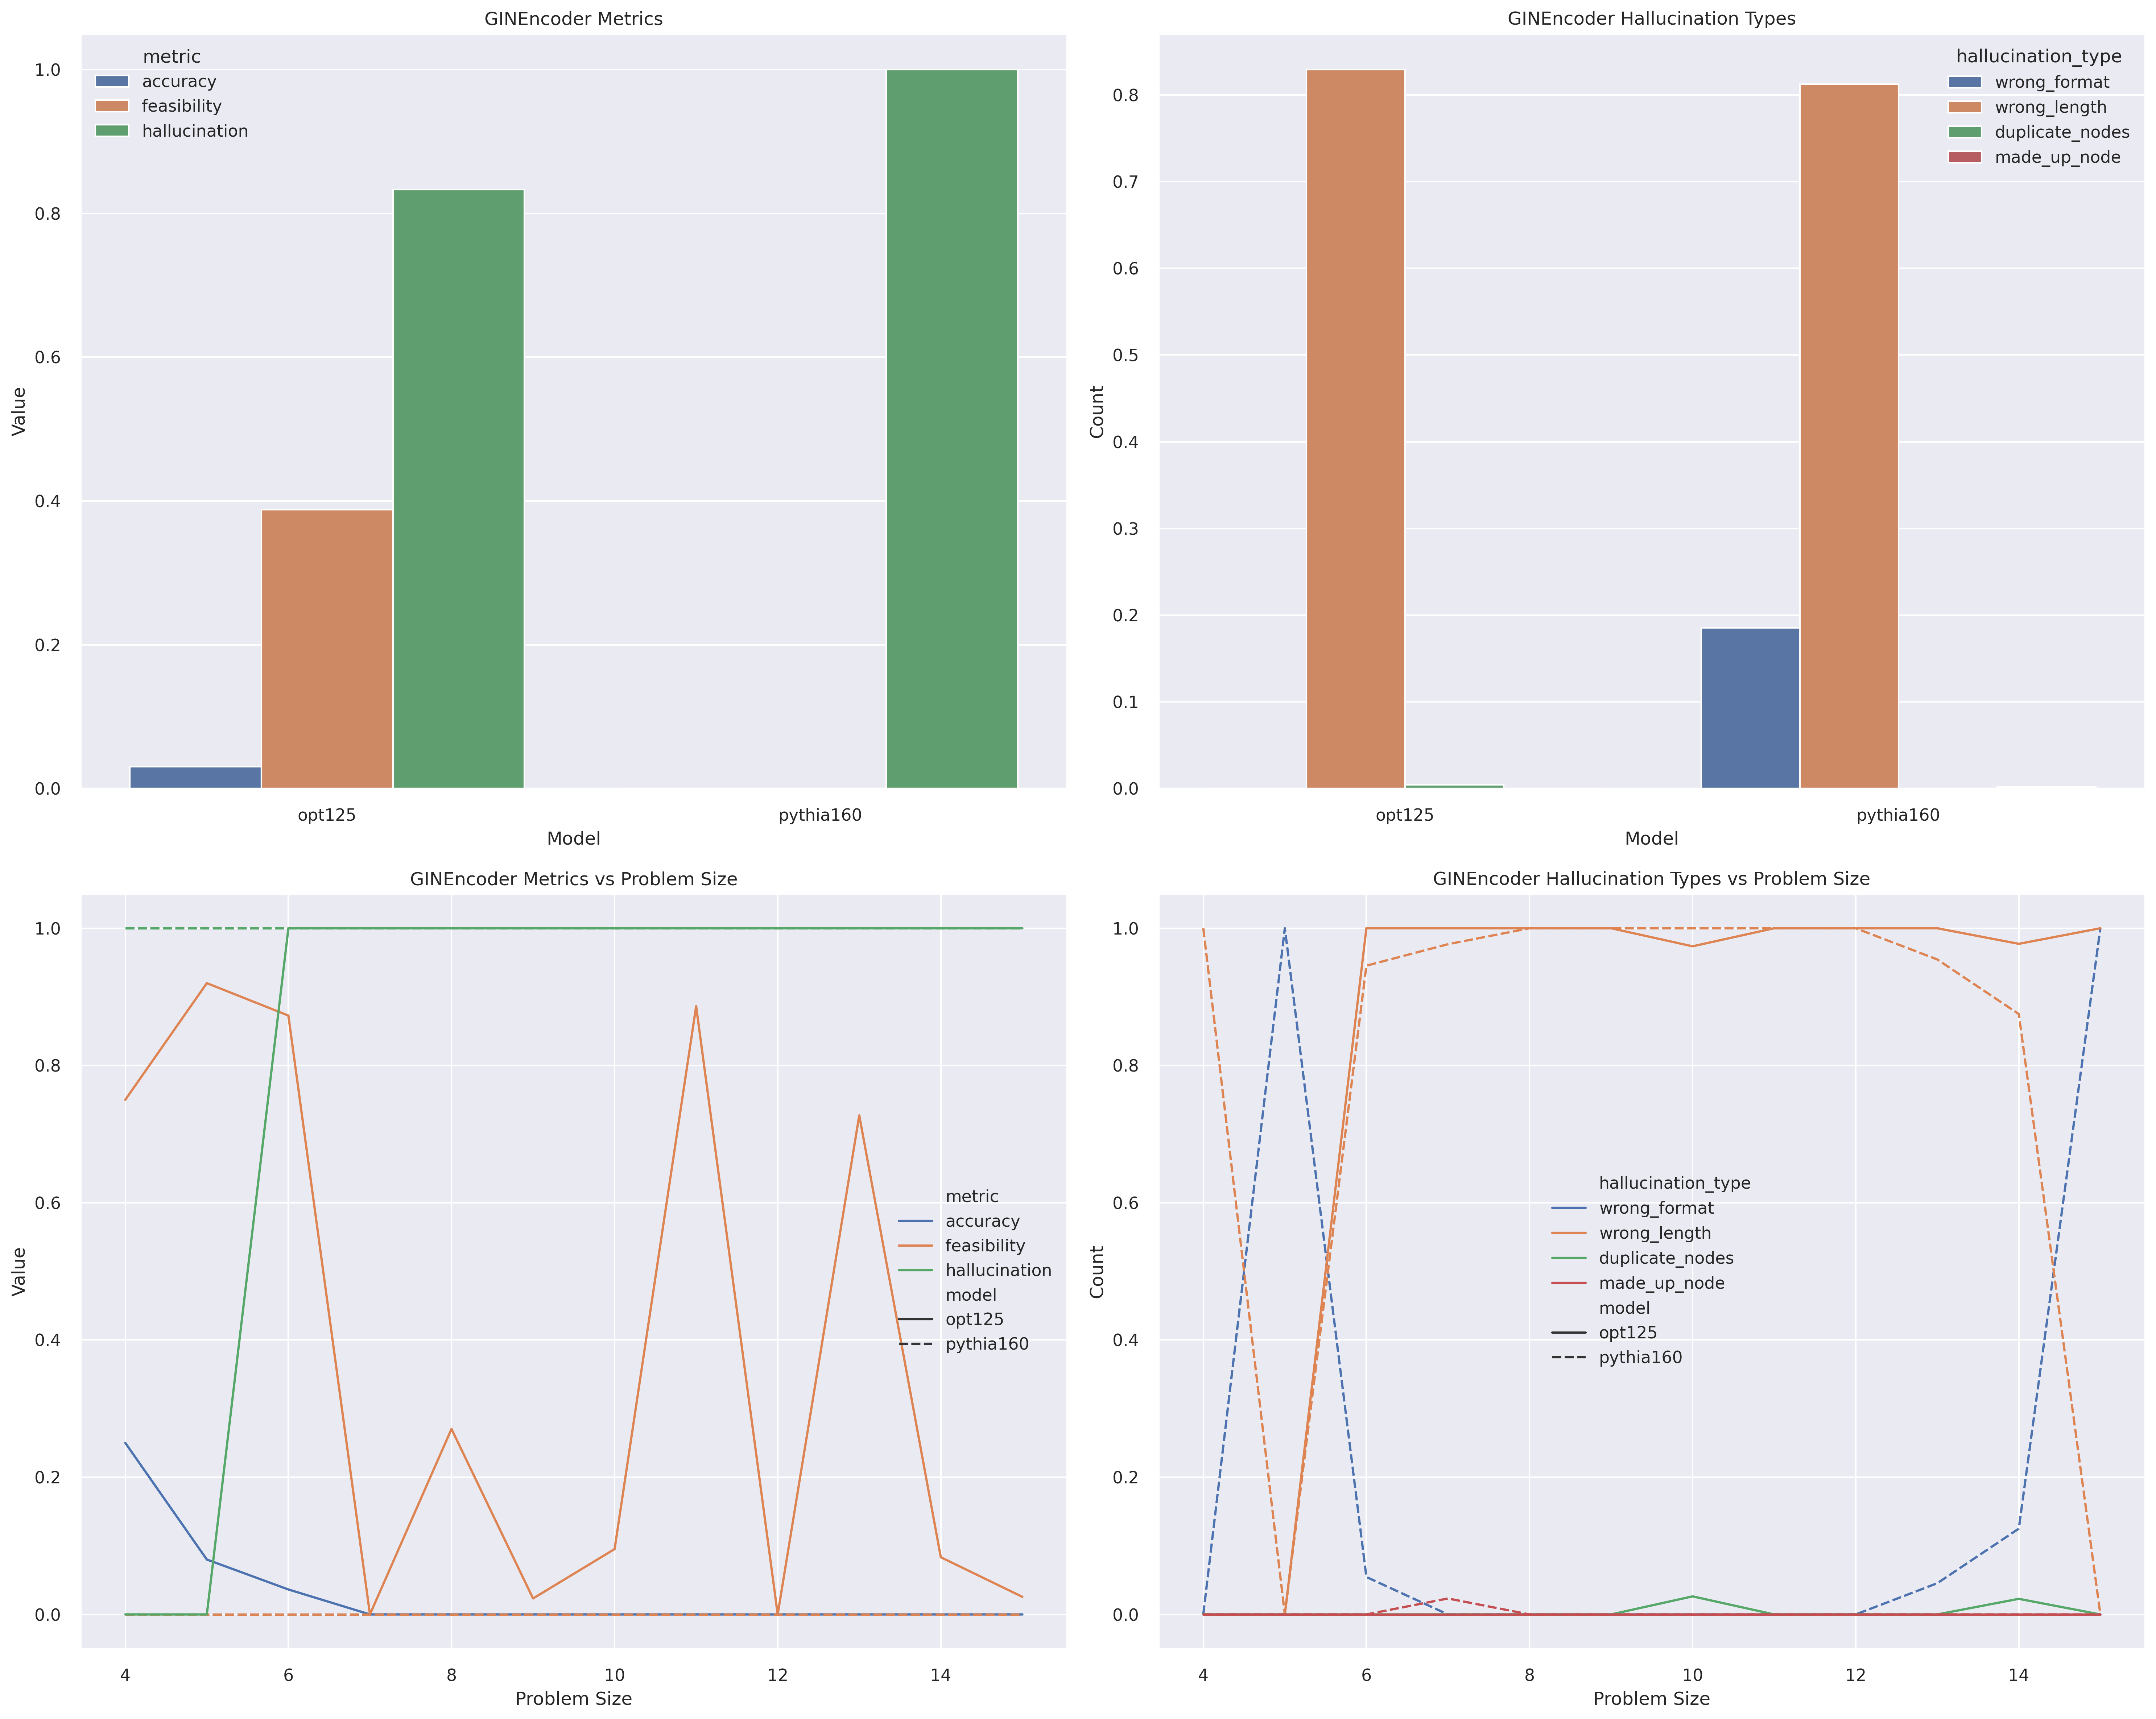 GINEncoder Metrics
metric
accuracy
feasibility
hallucination
1.0
0.8
0.6
0.4
0.2
0.0
Value
opt125
pythia160
Model
GINEncoder Hallucination Types
hallucination_type
wrong_format
wrong_length
duplicate_nodes
made_up_node
0.8
0.7
0.6
0.5
0.4
0.3
0.2
0.1
0.0
Count
opt125
pythia160
Model
GINEncoder Metrics vs Problem Size
1.0
0.8
0.6
0.4
0.2
0.0
Value
metric
accuracy
feasibility
hallucination
model
opt125
pythia160
4 6 8 10 12 14
Problem Size
GINEncoder Hallucination Types vs Problem Size
1.0
0.8
0.6
0.4
0.2
0.0
Count
hallucination_type
wrong_format
wrong_length
duplicate_nodes
made_up_node
model
opt125
pythia160
4 6 8 10 12 14
Problem Size